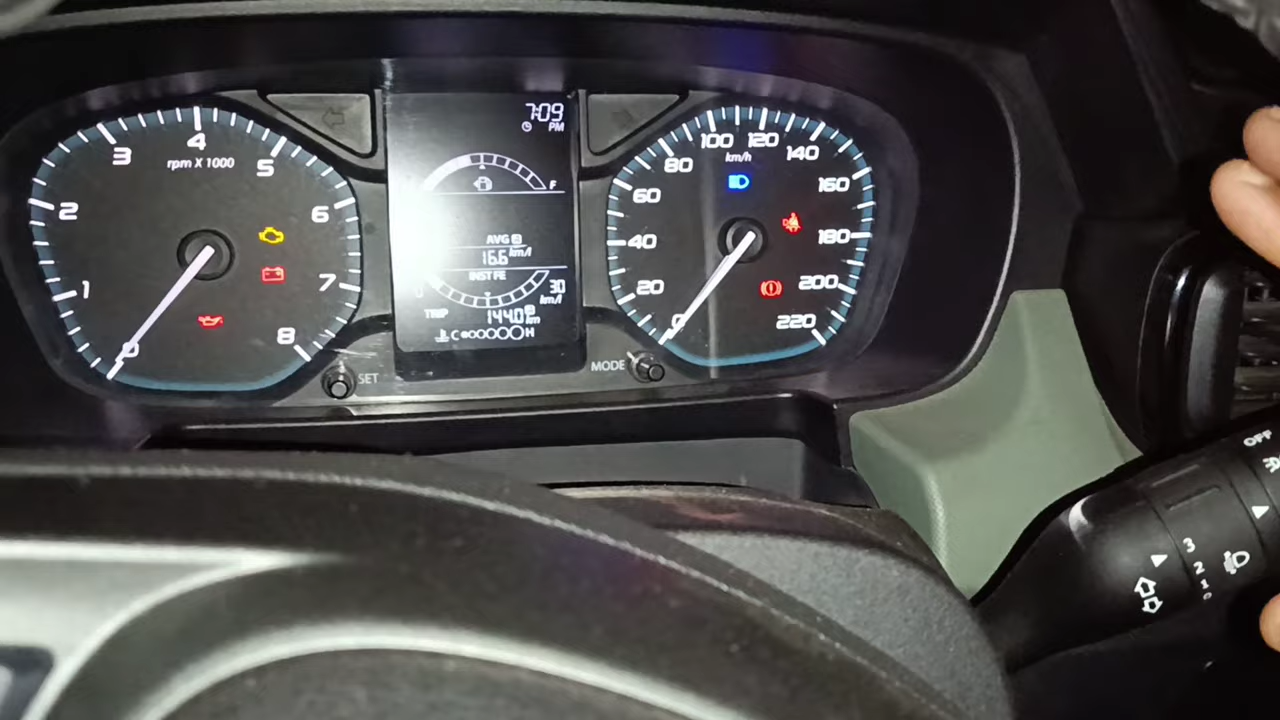 1
2
3
4
5
6
7
8
0
rpm X 1000
SET
7:09
PM
F
AVG
16.6 km/l
INST FE
30
km/l
TRIP
144.0 km
C
H
MODE
0
20
40
60
80
100
120
140
160
180
200
220
km/h
OFF
3
2